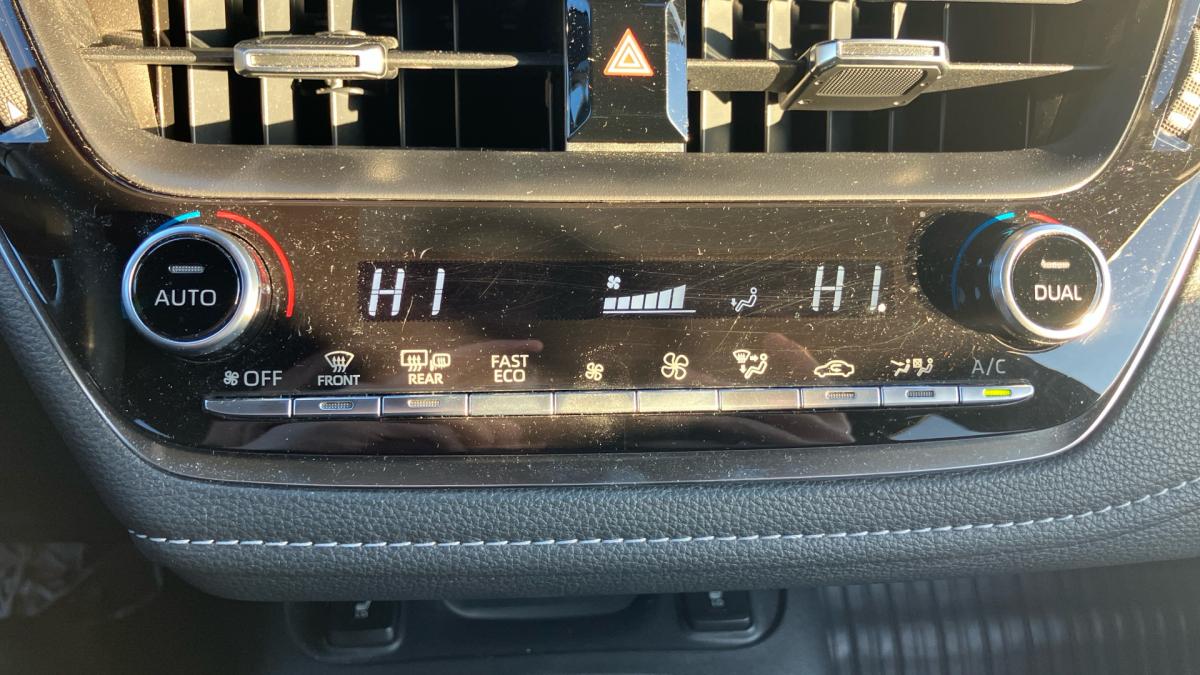 AUTO
HI
HI
DUAL
OFF
FRONT
REAR
FAST
ECO
A/C